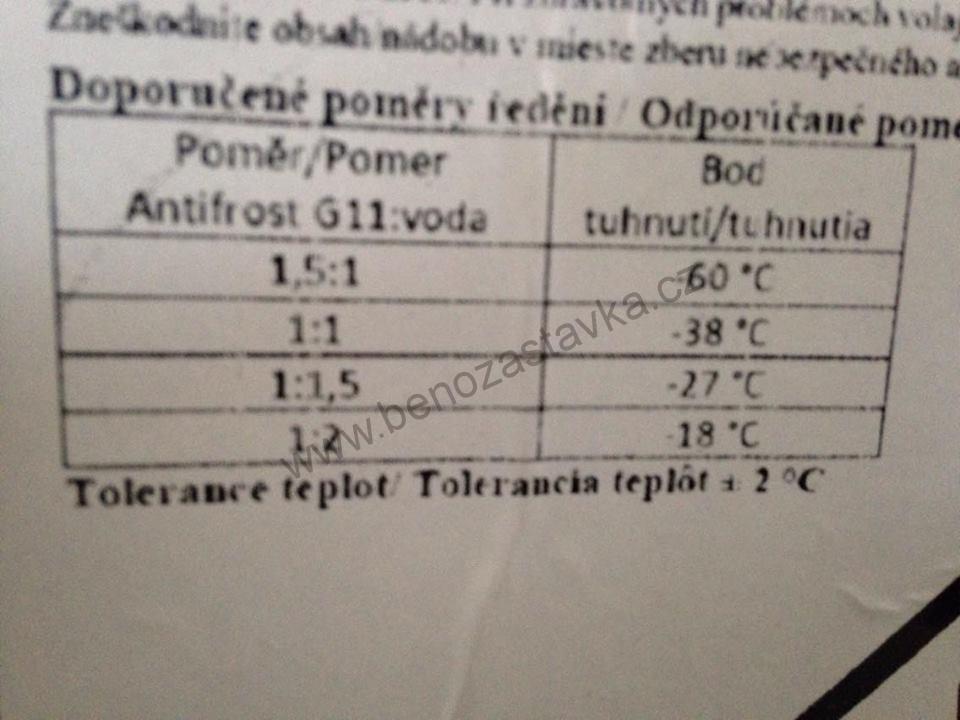 problémoch volaj
Zneškodnite obsah/nádobu v mieste zberu nebezpečného a
Doporučené poměry ředění / Odporúčané pome
Poměr/Pomer
Antifrost G11:voda
Bod
tuhnutí/tuhnutia
1,5:1 -60 °C
1:1 -38 °C
1:1,5 -27 °C
1:2 -18 °C
Tolerance teplot/ Tolerancia teplôt ± 2 °C
www.benozastavka.cz